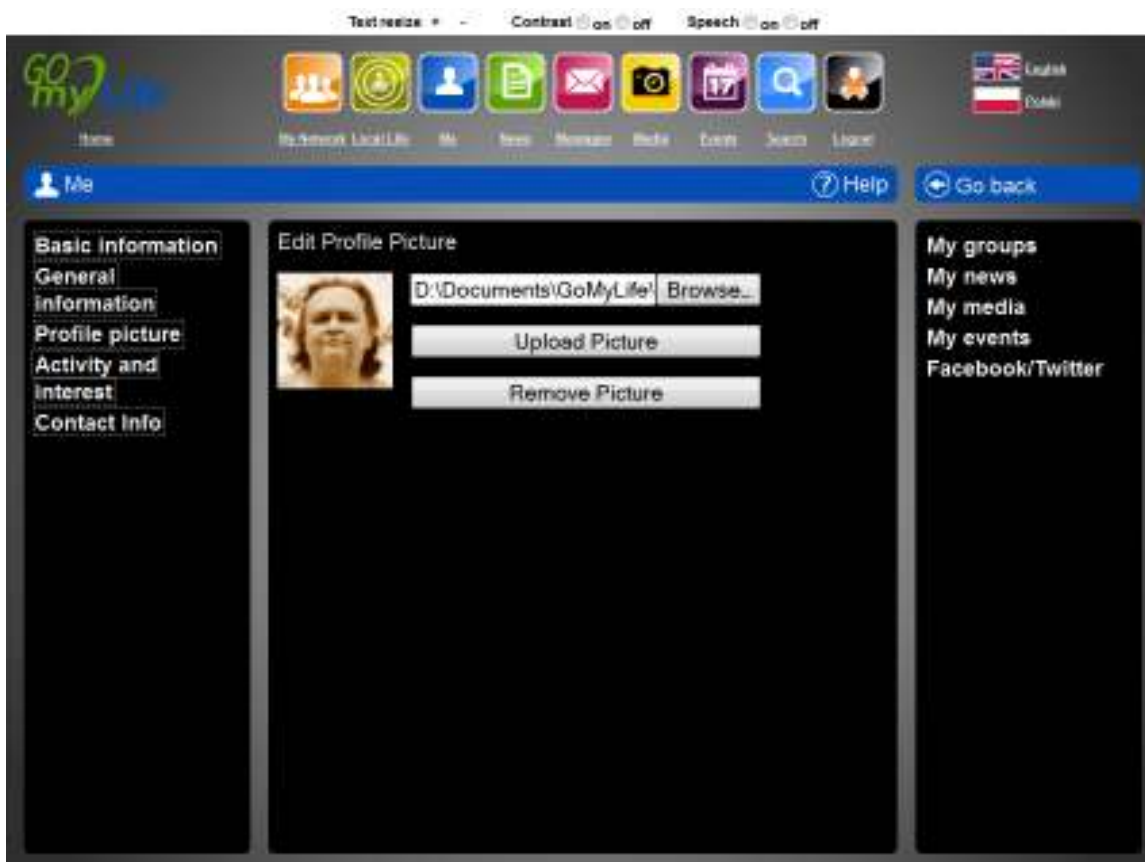 Text resize + -
Contrast on off
Speech on off
GO
my Life
Home
My Network
Local Life
Me
News
Messages
Media
17
Events
Search
Logout
English
Polski
Me
Help
Go back
Basic information
General
information
Profile picture
Activity and
interest
Contact Info
Edit Profile Picture
D:\Documents\GoMyLife\
Browse...
Upload Picture
Remove Picture
My groups
My news
My media
My events
Facebook/Twitter